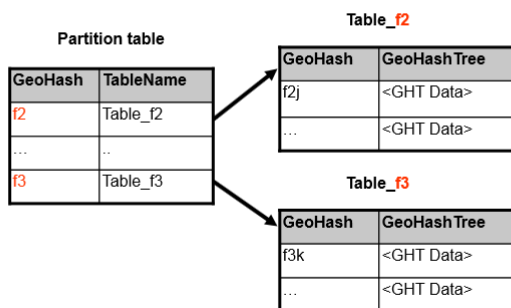 Partition table
GeoHash TableName
f2 Table_f2
... ..
f3 Table_f3
Table_f2
GeoHash GeoHashTree
f2j <GHT Data>
... <GHT Data>
Table_f3
GeoHash GeoHashTree
f3k <GHT Data>
... <GHT Data>